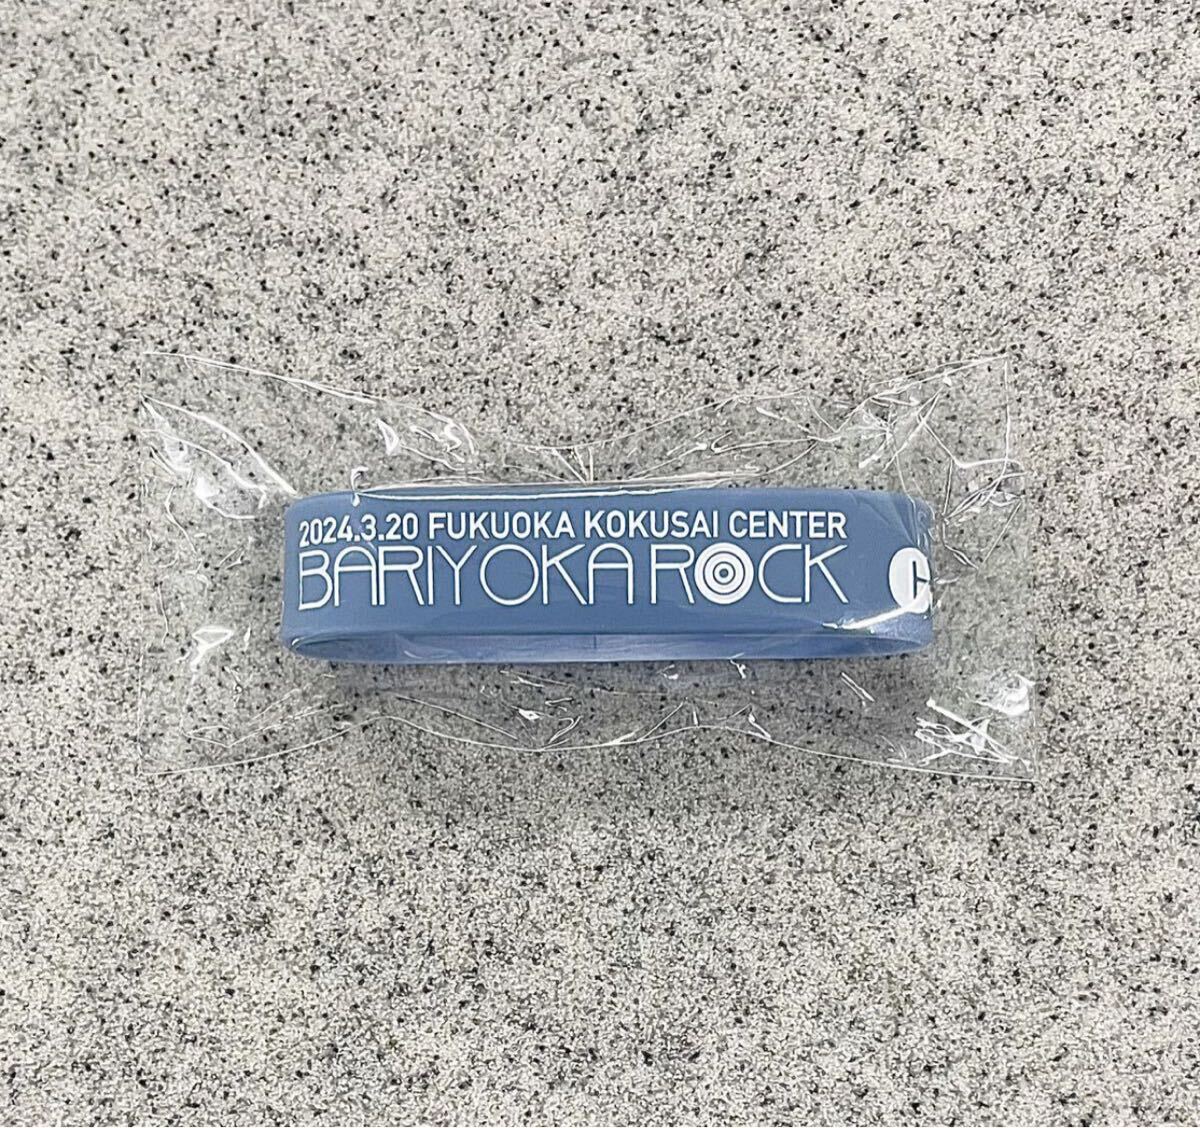 2024.3.20 FUKUOKA KOKUSAI CENTER
BARIYOKA ROCK